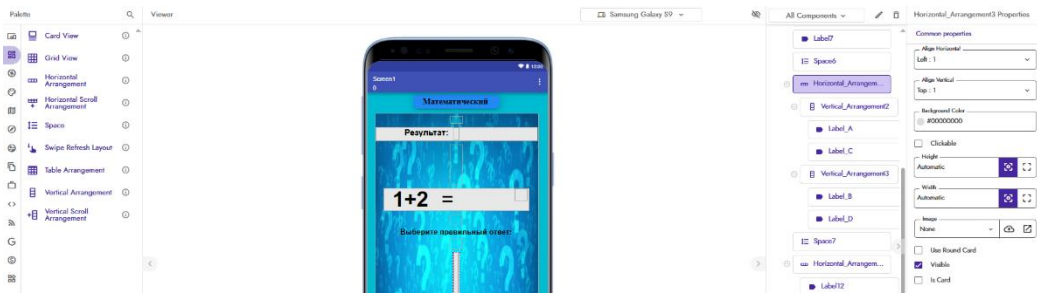 Palette
Viewer
Samsung Galaxy S9
All Components
Horizontal_Arrangement3 Properties
Card View
Grid View
Horizontal
Arrangement
Horizontal Scroll
Arrangement
Space
Swipe Refresh Layout
Table Arrangement
Vertical Arrangement
Vertical Scroll
Arrangement
12:00
Screen1
0
Математический
Результат:
1+2 =
Выберите правильный ответ:
Label7
Space6
Horizontal_Arrangem...
Vertical_Arrangement2
Label_A
Label_C
Vertical_Arrangement3
Label_B
Label_D
Space7
Horizontal_Arrangem...
Label12
Common properties
Align Horizontal
Left : 1
Align Vertical
Top : 1
Background Color
#00000000
Clickable
Height
Automatic
Width
Automatic
Image
None
Use Round Card
Visible
Is Card